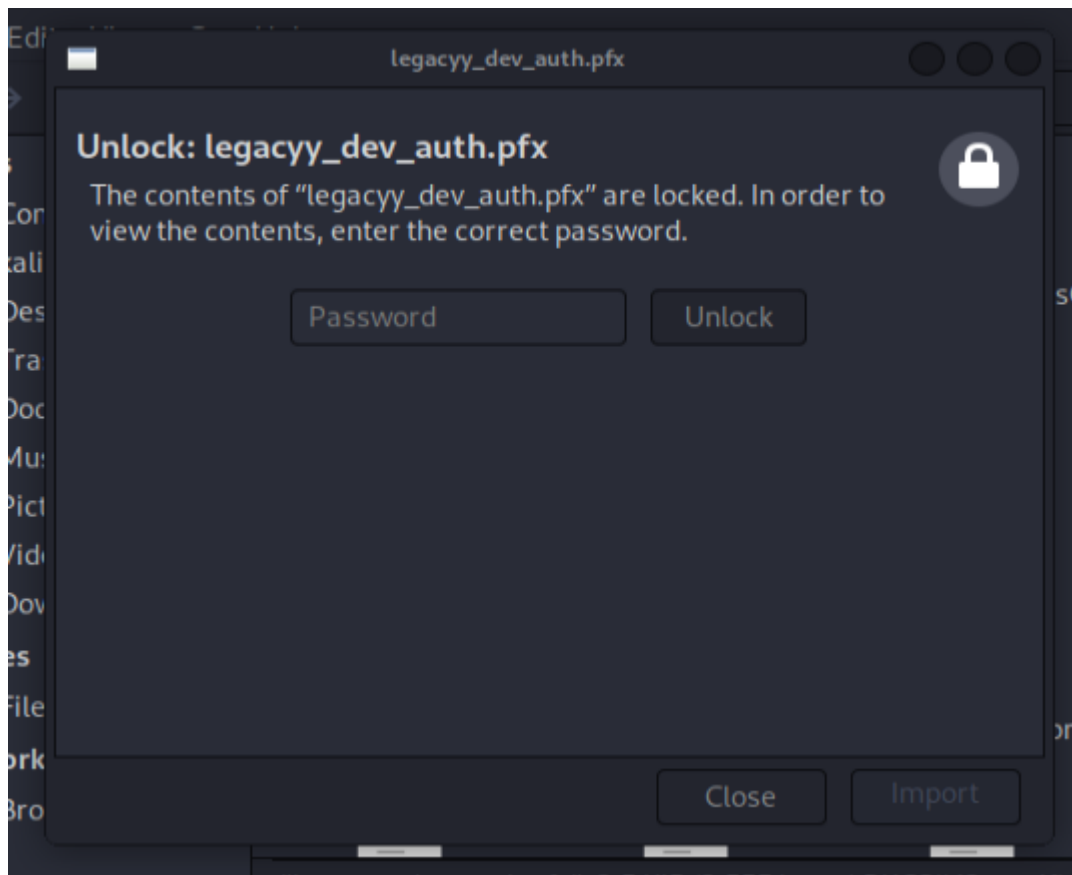 legacyy_dev_auth.pfx
Unlock: legacyy_dev_auth.pfx
The contents of “legacyy_dev_auth.pfx” are locked. In order to
view the contents, enter the correct password.
Password
Unlock
Close
Import